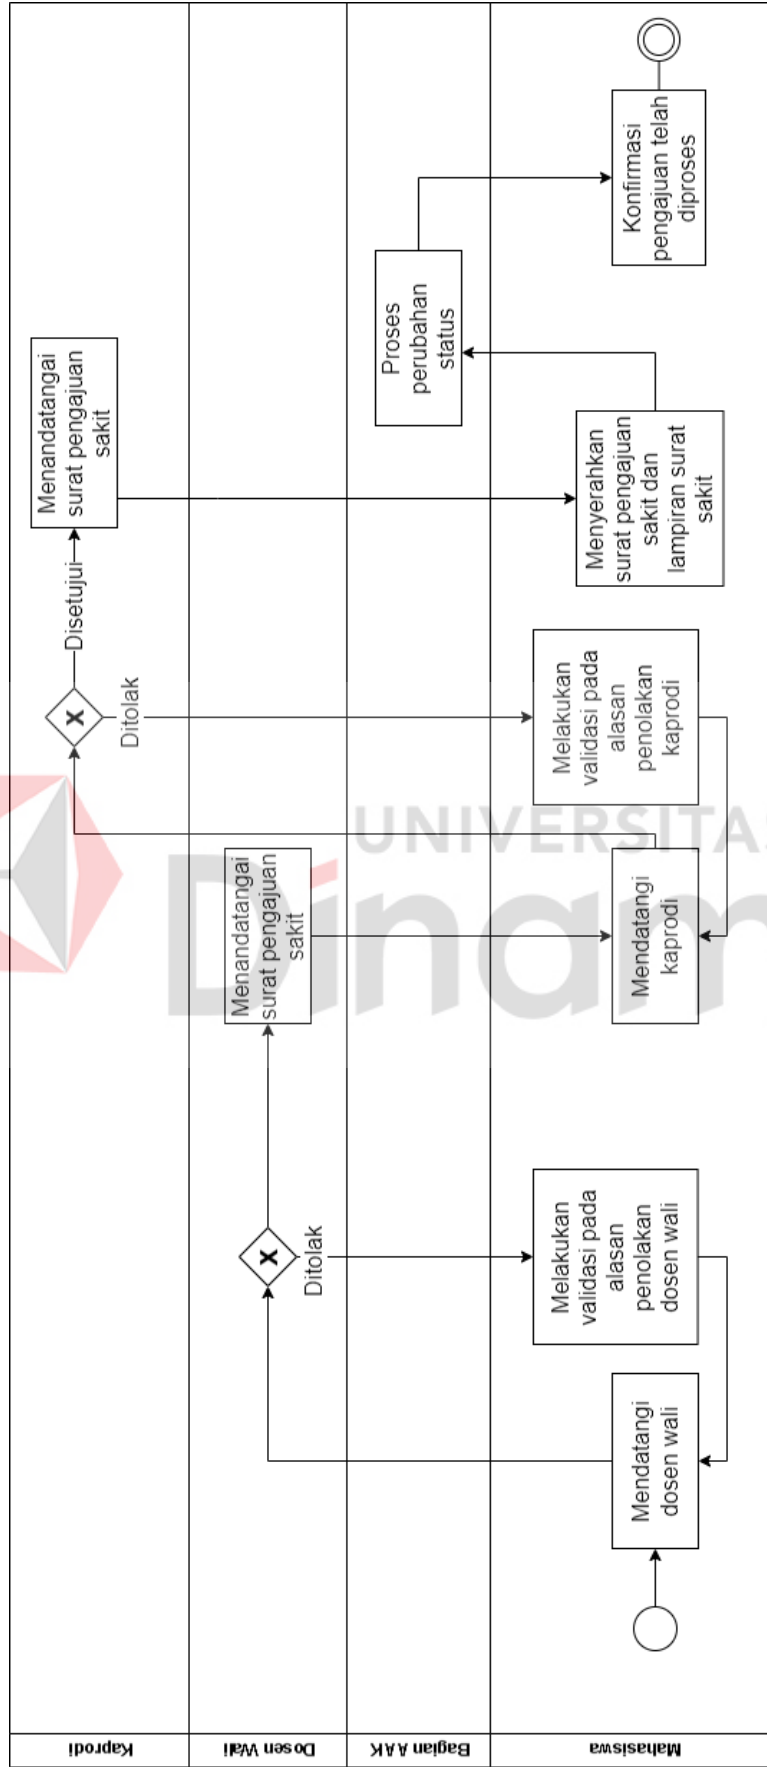 Kaprodi
Menandatangai
surat pengajuan
sakit
Disetujui
X
Ditolak
Dosen Wali
Menandatangai
surat pengajuan
sakit
X
Ditolak
Bagian AAK
Proses
perubahan
status
Mahasiswa
Mendatangi
dosen wali
Melakukan
validasi pada
alasan
penolakan
dosen wali
Mendatangi
kaprodi
Melakukan
validasi pada
alasan
penolakan
kaprodi
Menyerahkan
surat pengajuan
sakit dan
lampiran surat
sakit
Konfirmasi
pengajuan telah
diproses
UNIVERSITAS
Dinam